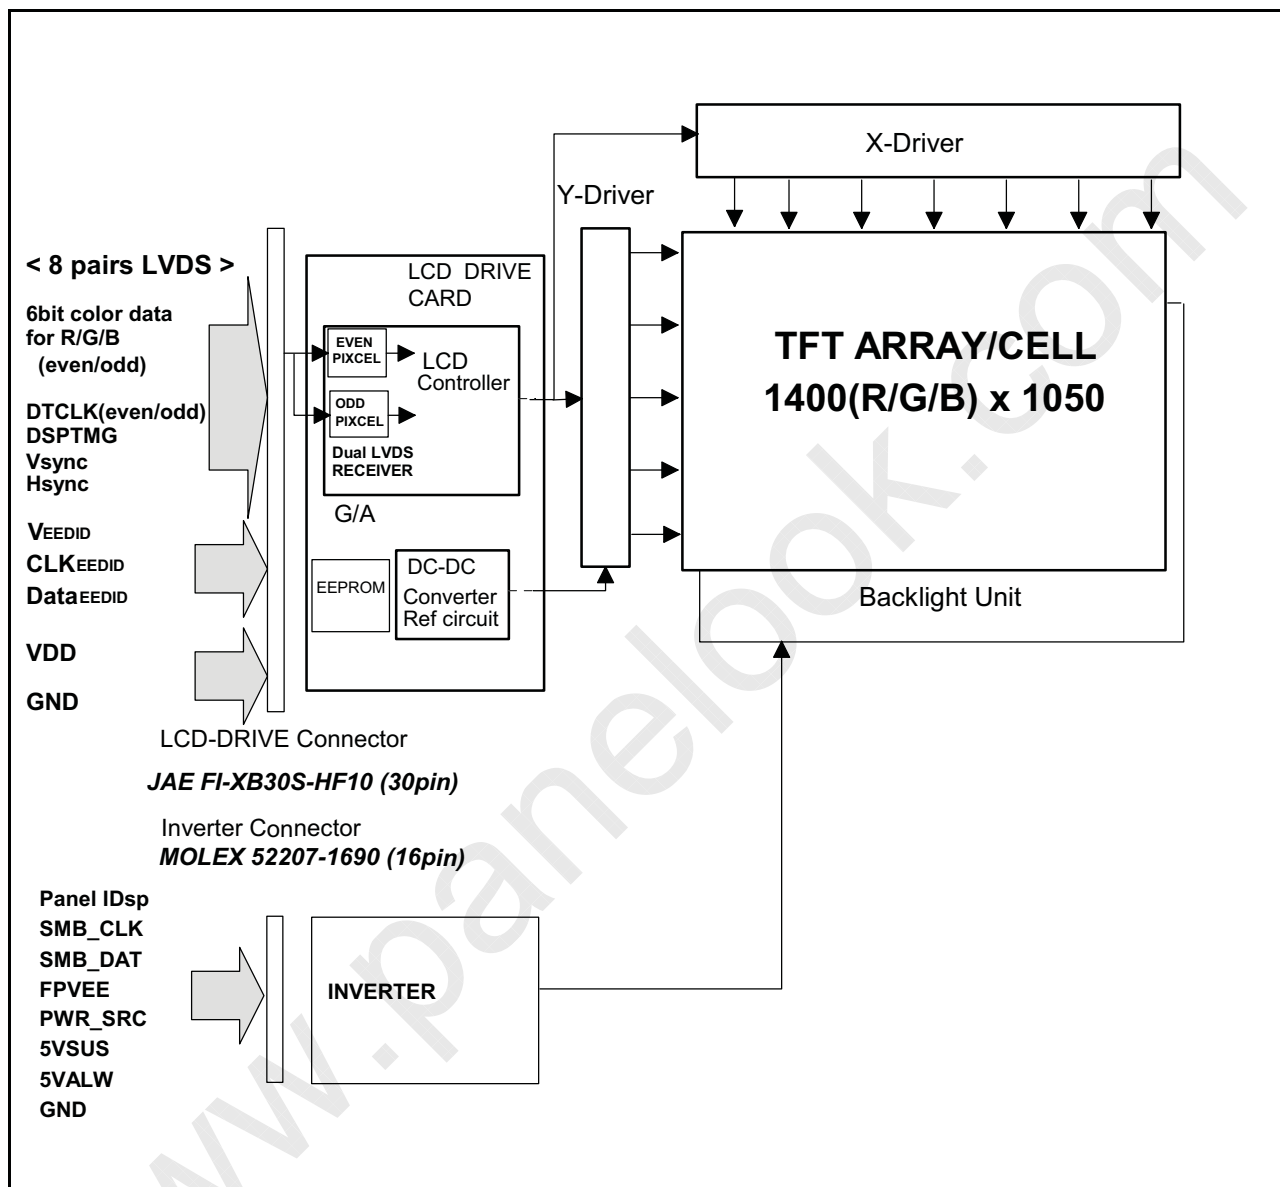 X-Driver
Y-Driver
< 8 pairs LVDS >
6bit color data
for R/G/B
(even/odd)
DTCLK(even/odd)
DSPTMG
Vsync
Hsync
VEEDID
CLKEEDID
DataEEDID
VDD
GND
LCD DRIVE
CARD
EVEN
PIXCEL
LCD
Controller
ODD
PIXCEL
Dual LVDS
RECEIVER
G/A
EEPROM
DC-DC
Converter
Ref circuit
TFT ARRAY/CELL
1400(R/G/B) x 1050
Backlight Unit
LCD-DRIVE Connector
JAE FI-XB30S-HF10 (30pin)
Inverter Connector
MOLEX 52207-1690 (16pin)
Panel IDsp
SMB_CLK
SMB_DAT
FPVEE
PWR_SRC
5VSUS
5VALW
GND
INVERTER
www.panelook.com